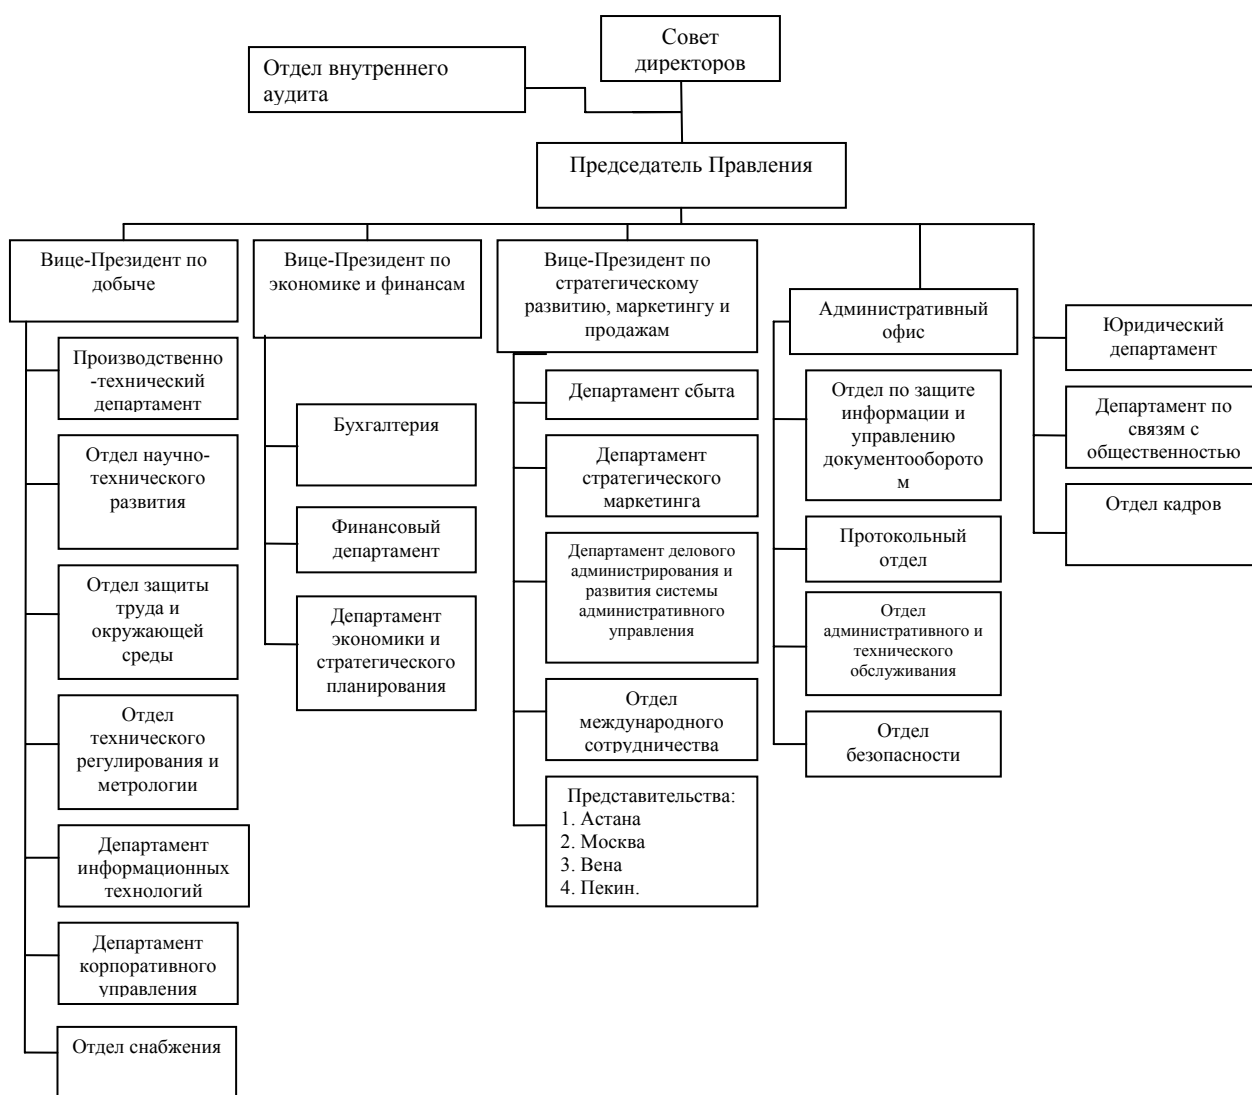 Совет
директоров
Отдел внутреннего
аудита
Председатель Правления
Вице-Президент по
добыче
Производственно
-технический
департамент
Отдел научно-
технического
развития
Отдел защиты
труда и
окружающей
среды
Отдел
технического
регулирования и
метрологии
Департамент
информационных
технологий
Департамент
корпоративного
управления
Отдел снабжения
Вице-Президент по
экономике и финансам
Бухгалтерия
Финансовый
департамент
Департамент
экономики и
стратегического
планирования
Вице-Президент по
стратегическому
развитию, маркетингу и
продажам
Департамент сбыта
Департамент
стратегического
маркетинга
Департамент делового
администрирования и
развития системы
административного
управления
Отдел
международного
сотрудничества
Представительства:
1. Астана
2. Москва
3. Вена
4. Пекин.
Административный
офис
Отдел по защите
информации и
управлению
документооборото
м
Протокольный
отдел
Отдел
административного и
технического
обслуживания
Отдел
безопасности
Юридический
департамент
Департамент по
связям с
общественностью
Отдел кадров